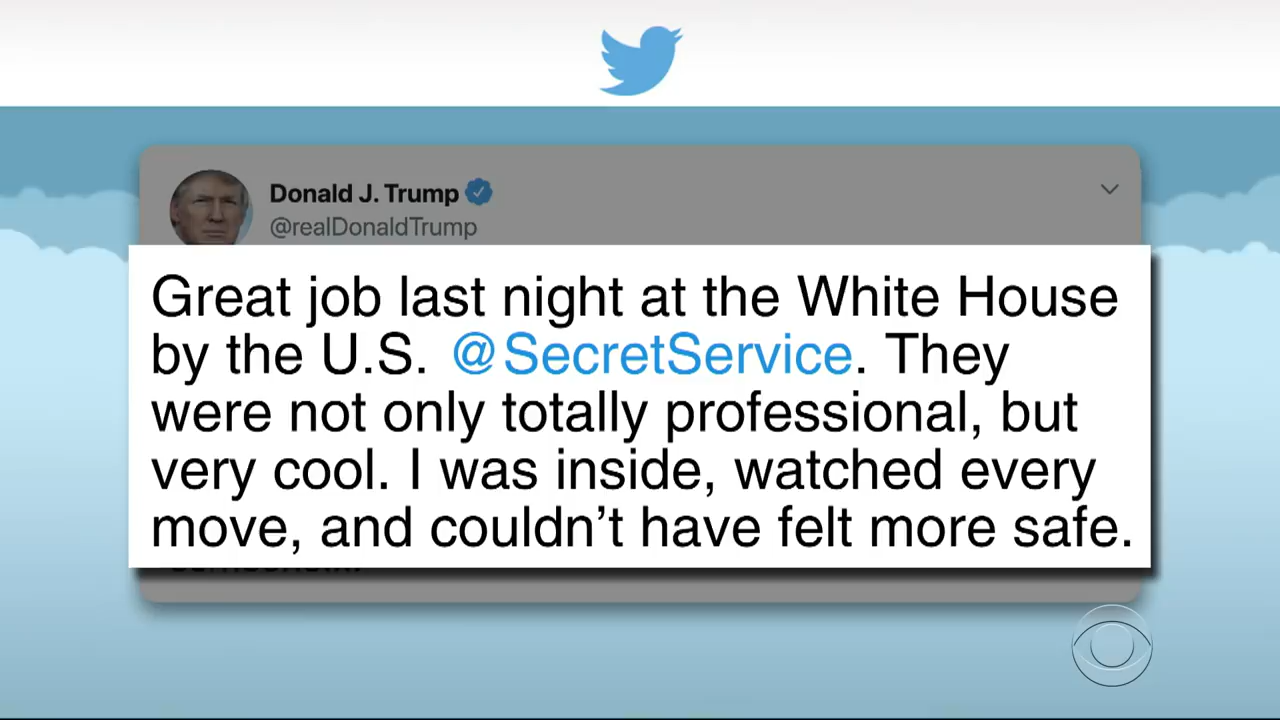 Donald J. Trump
@realDonaldTrump
Great job last night at the White House
by the U.S. @SecretService. They
were not only totally professional, but
very cool. I was inside, watched every
move, and couldn’t have felt more safe.